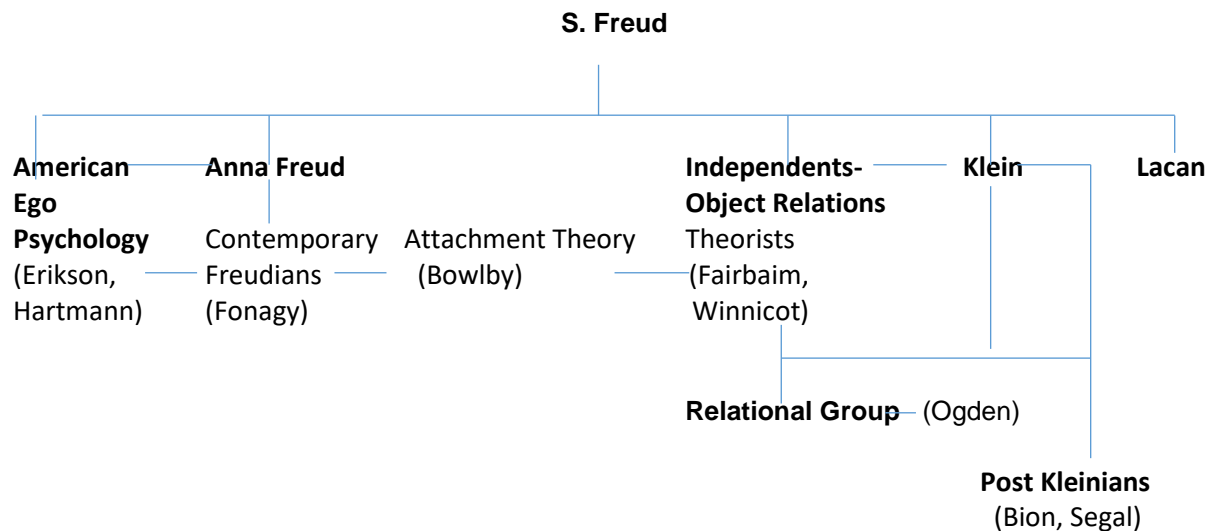 S. Freud
American
Ego
Psychology
(Erikson,
Hartmann)
Anna Freud
Contemporary
Freudians
(Fonagy)
Attachment Theory
(Bowlby)
Independents-
Object Relations
Theorists
(Fairbaim,
Winnicot)
Klein
Lacan
Relational Group
(Ogden)
Post Kleinians
(Bion, Segal)